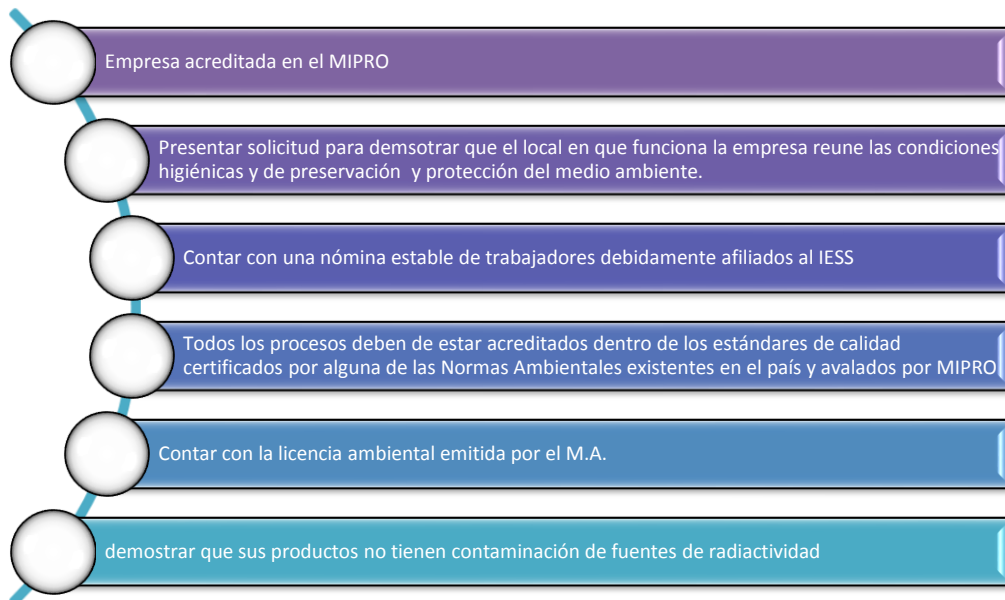 Empresa acreditada en el MIPRO
Presentar solicitud para demsotrar que el local en que funciona la empresa reune las condiciones
higiénicas y de preservación y protección del medio ambiente.
Contar con una nómina estable de trabajadores debidamente afiliados al IESS
Todos los procesos deben de estar acreditados dentro de los estándares de calidad
certificados por alguna de las Normas Ambientales existentes en el país y avalados por MIPRO
Contar con la licencia ambiental emitida por el M.A.
demostrar que sus productos no tienen contaminación de fuentes de radiactividad